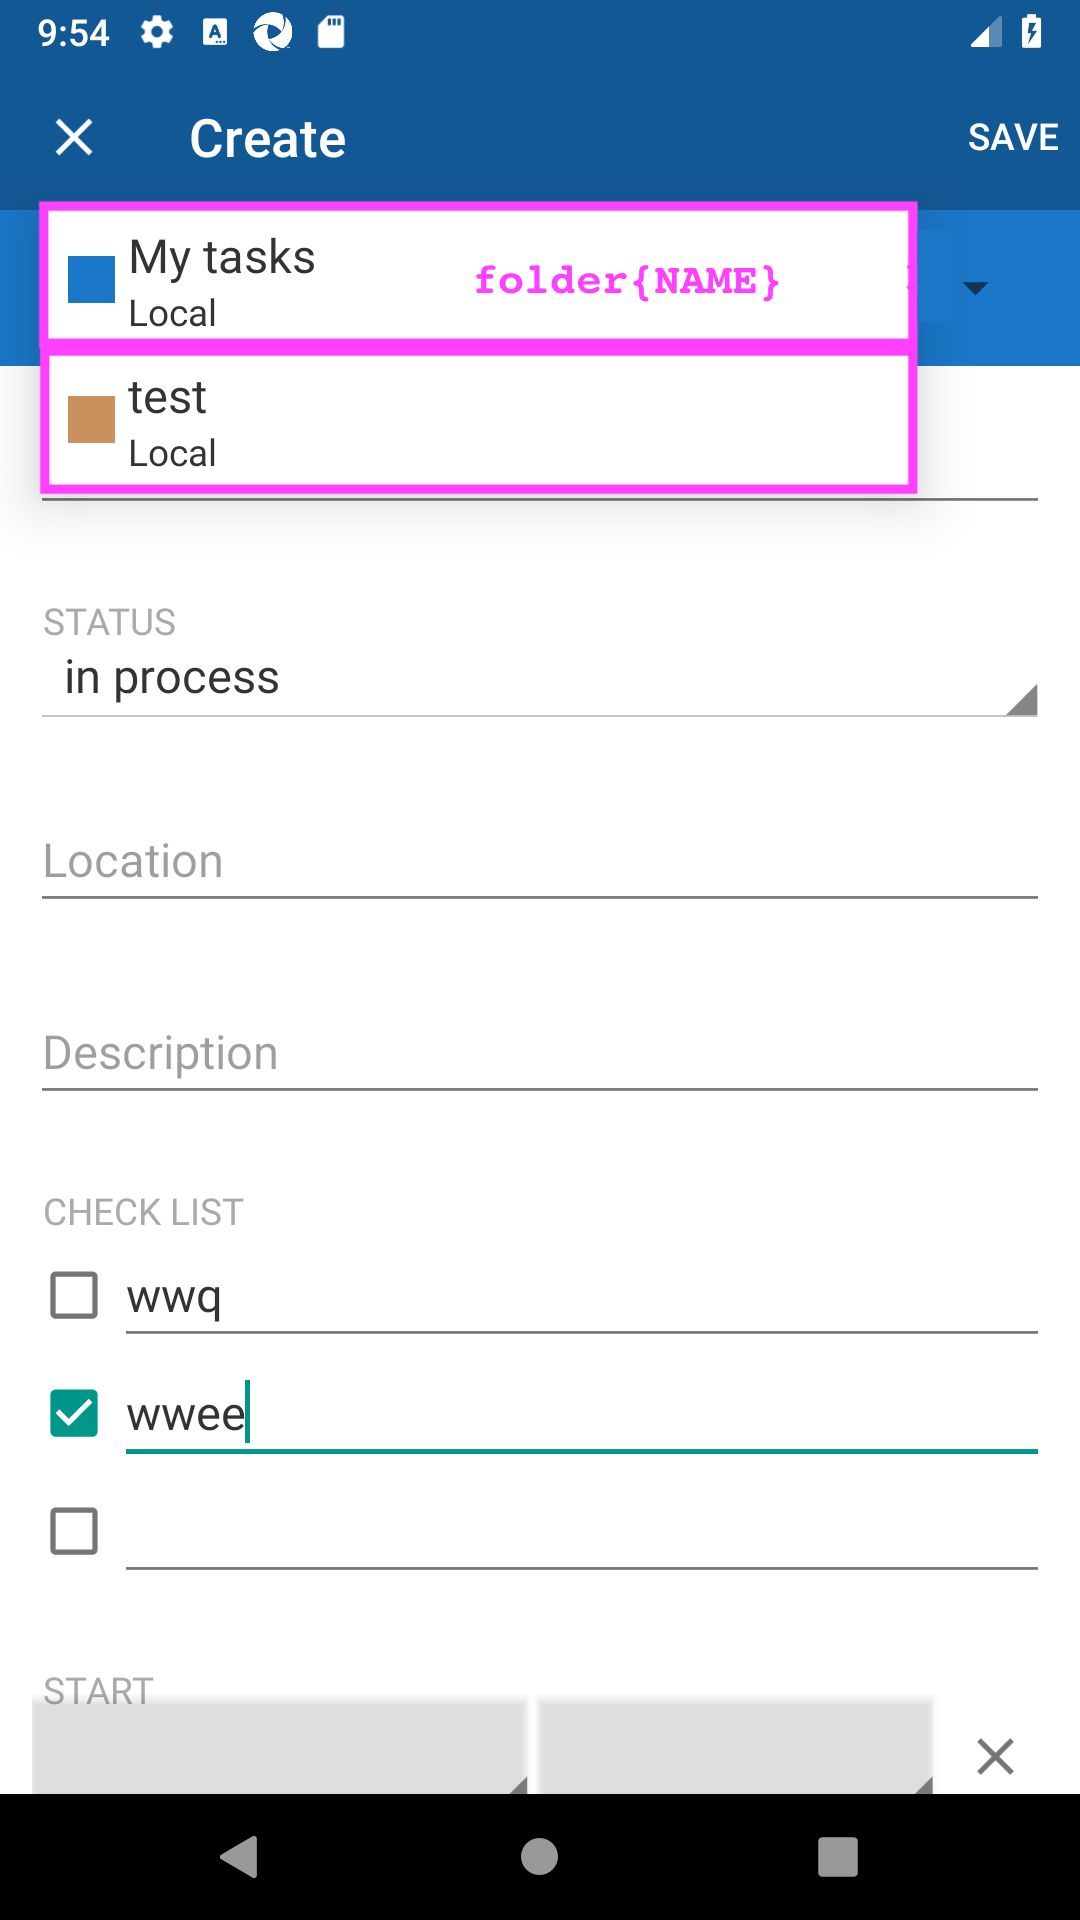 9:54
Create
SAVE
My tasks
Local
folder{NAME}
test
Local
STATUS
in process
Location
Description
CHECK LIST
wwq
wwee
START